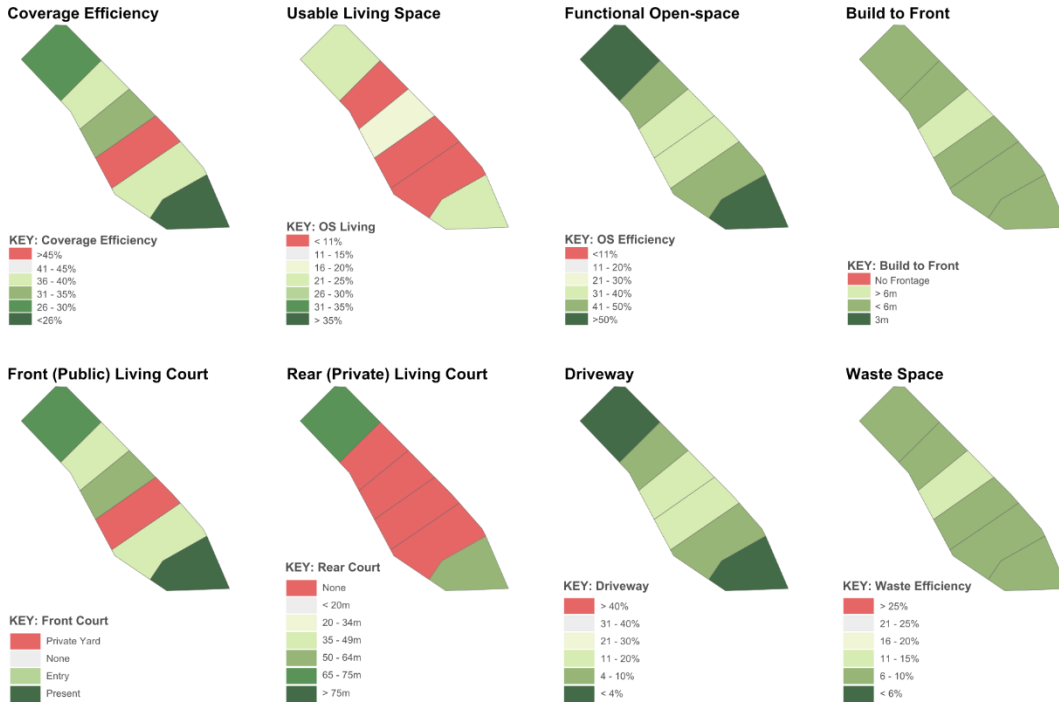 Coverage Efficiency
KEY: Coverage Efficiency
>45%
41 - 45%
36 - 40%
31 - 35%
26 - 30%
<26%
Usable Living Space
KEY: OS Living
< 11%
11 - 15%
16 - 20%
21 - 25%
26 - 30%
31 - 35%
> 35%
Functional Open-space
KEY: OS Efficiency
<11%
11 - 20%
21 - 30%
31 - 40%
41 - 50%
>50%
Build to Front
KEY: Build to Front
No Frontage
> 6m
< 6m
3m
Front (Public) Living Court
KEY: Front Court
Private Yard
None
Entry
Present
Rear (Private) Living Court
KEY: Rear Court
None
< 20m
20 - 34m
35 - 49m
50 - 64m
65 - 75m
> 75m
Driveway
KEY: Driveway
> 40%
31 - 40%
21 - 30%
11 - 20%
4 - 10%
< 4%
Waste Space
KEY: Waste Efficiency
> 25%
21 - 25%
16 - 20%
11 - 15%
6 - 10%
< 6%